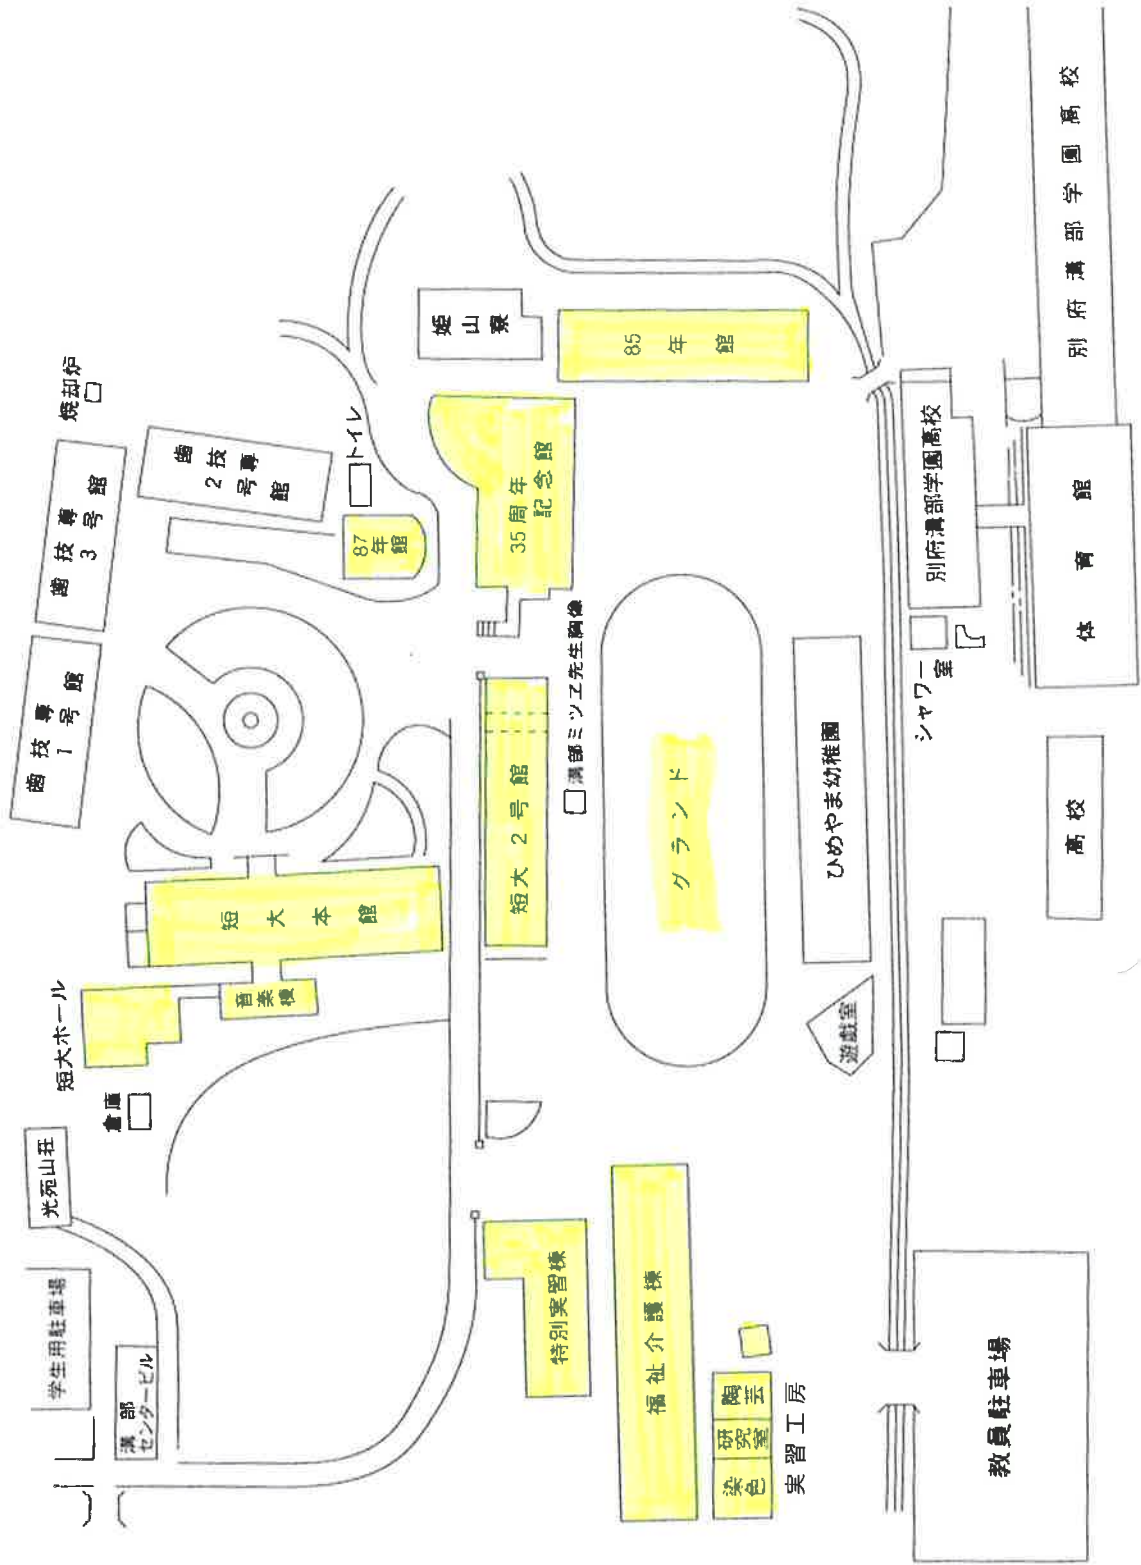 学生用駐車場
光苑山荘
溝部
センタービル
倉庫
短大ホール
音楽棟
短大本館
歯技専
1号館
歯技専
3号館
歯技専
2号館
焼却炉
トイレ
87
年
館
姫
山
寮
35周年
記念館
85
年
館
短大2号館
溝部ミツヱ先生胸像
特別実習棟
福祉介護棟
グランド
染色
研究室
陶芸
実習工房
遊戯室
ひめやま幼稚園
シャワー
室
別府溝部学園高校
教員駐車場
高校
体育館
別府溝部学園高校